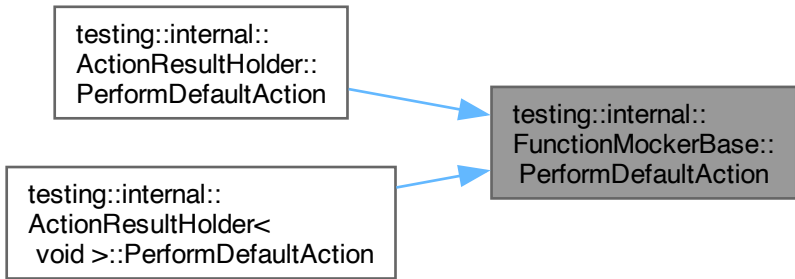 testing::internal::
ActionResultHolder::
PerformDefaultAction
testing::internal::
FunctionMockerBase::
PerformDefaultAction
testing::internal::
ActionResultHolder<
void >::PerformDefaultAction